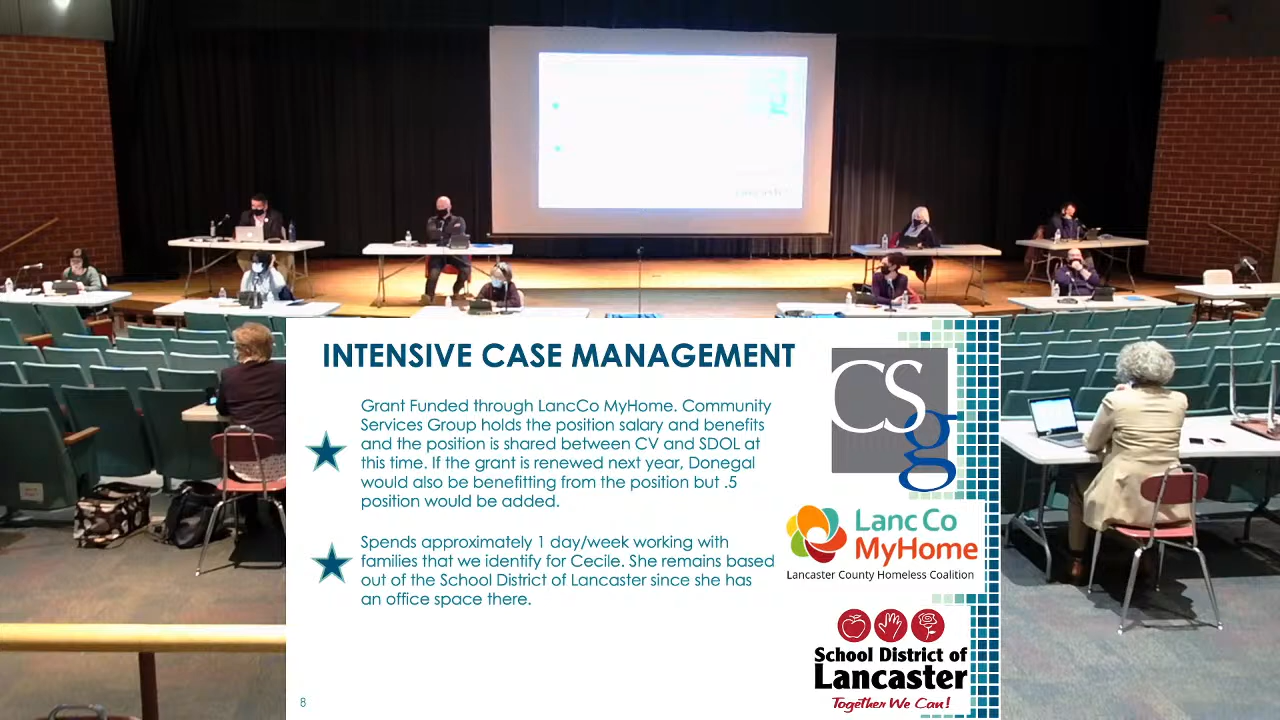 INTENSIVE CASE MANAGEMENT
Grant Funded through LancCo MyHome. Community
Services Group holds the position salary and benefits
and the position is shared between CV and SDOL at
this time. If the grant is renewed next year, Donegal
would also be benefitting from the position but .5
position would be added.
Spends approximately 1 day/week working with
families that we identify for Cecile. She remains based
out of the School District of Lancaster since she has
an office space there.
CSg
Lanc Co
MyHome
Lancaster County Homeless Coalition
School District of
Lancaster
Together We Can!
8